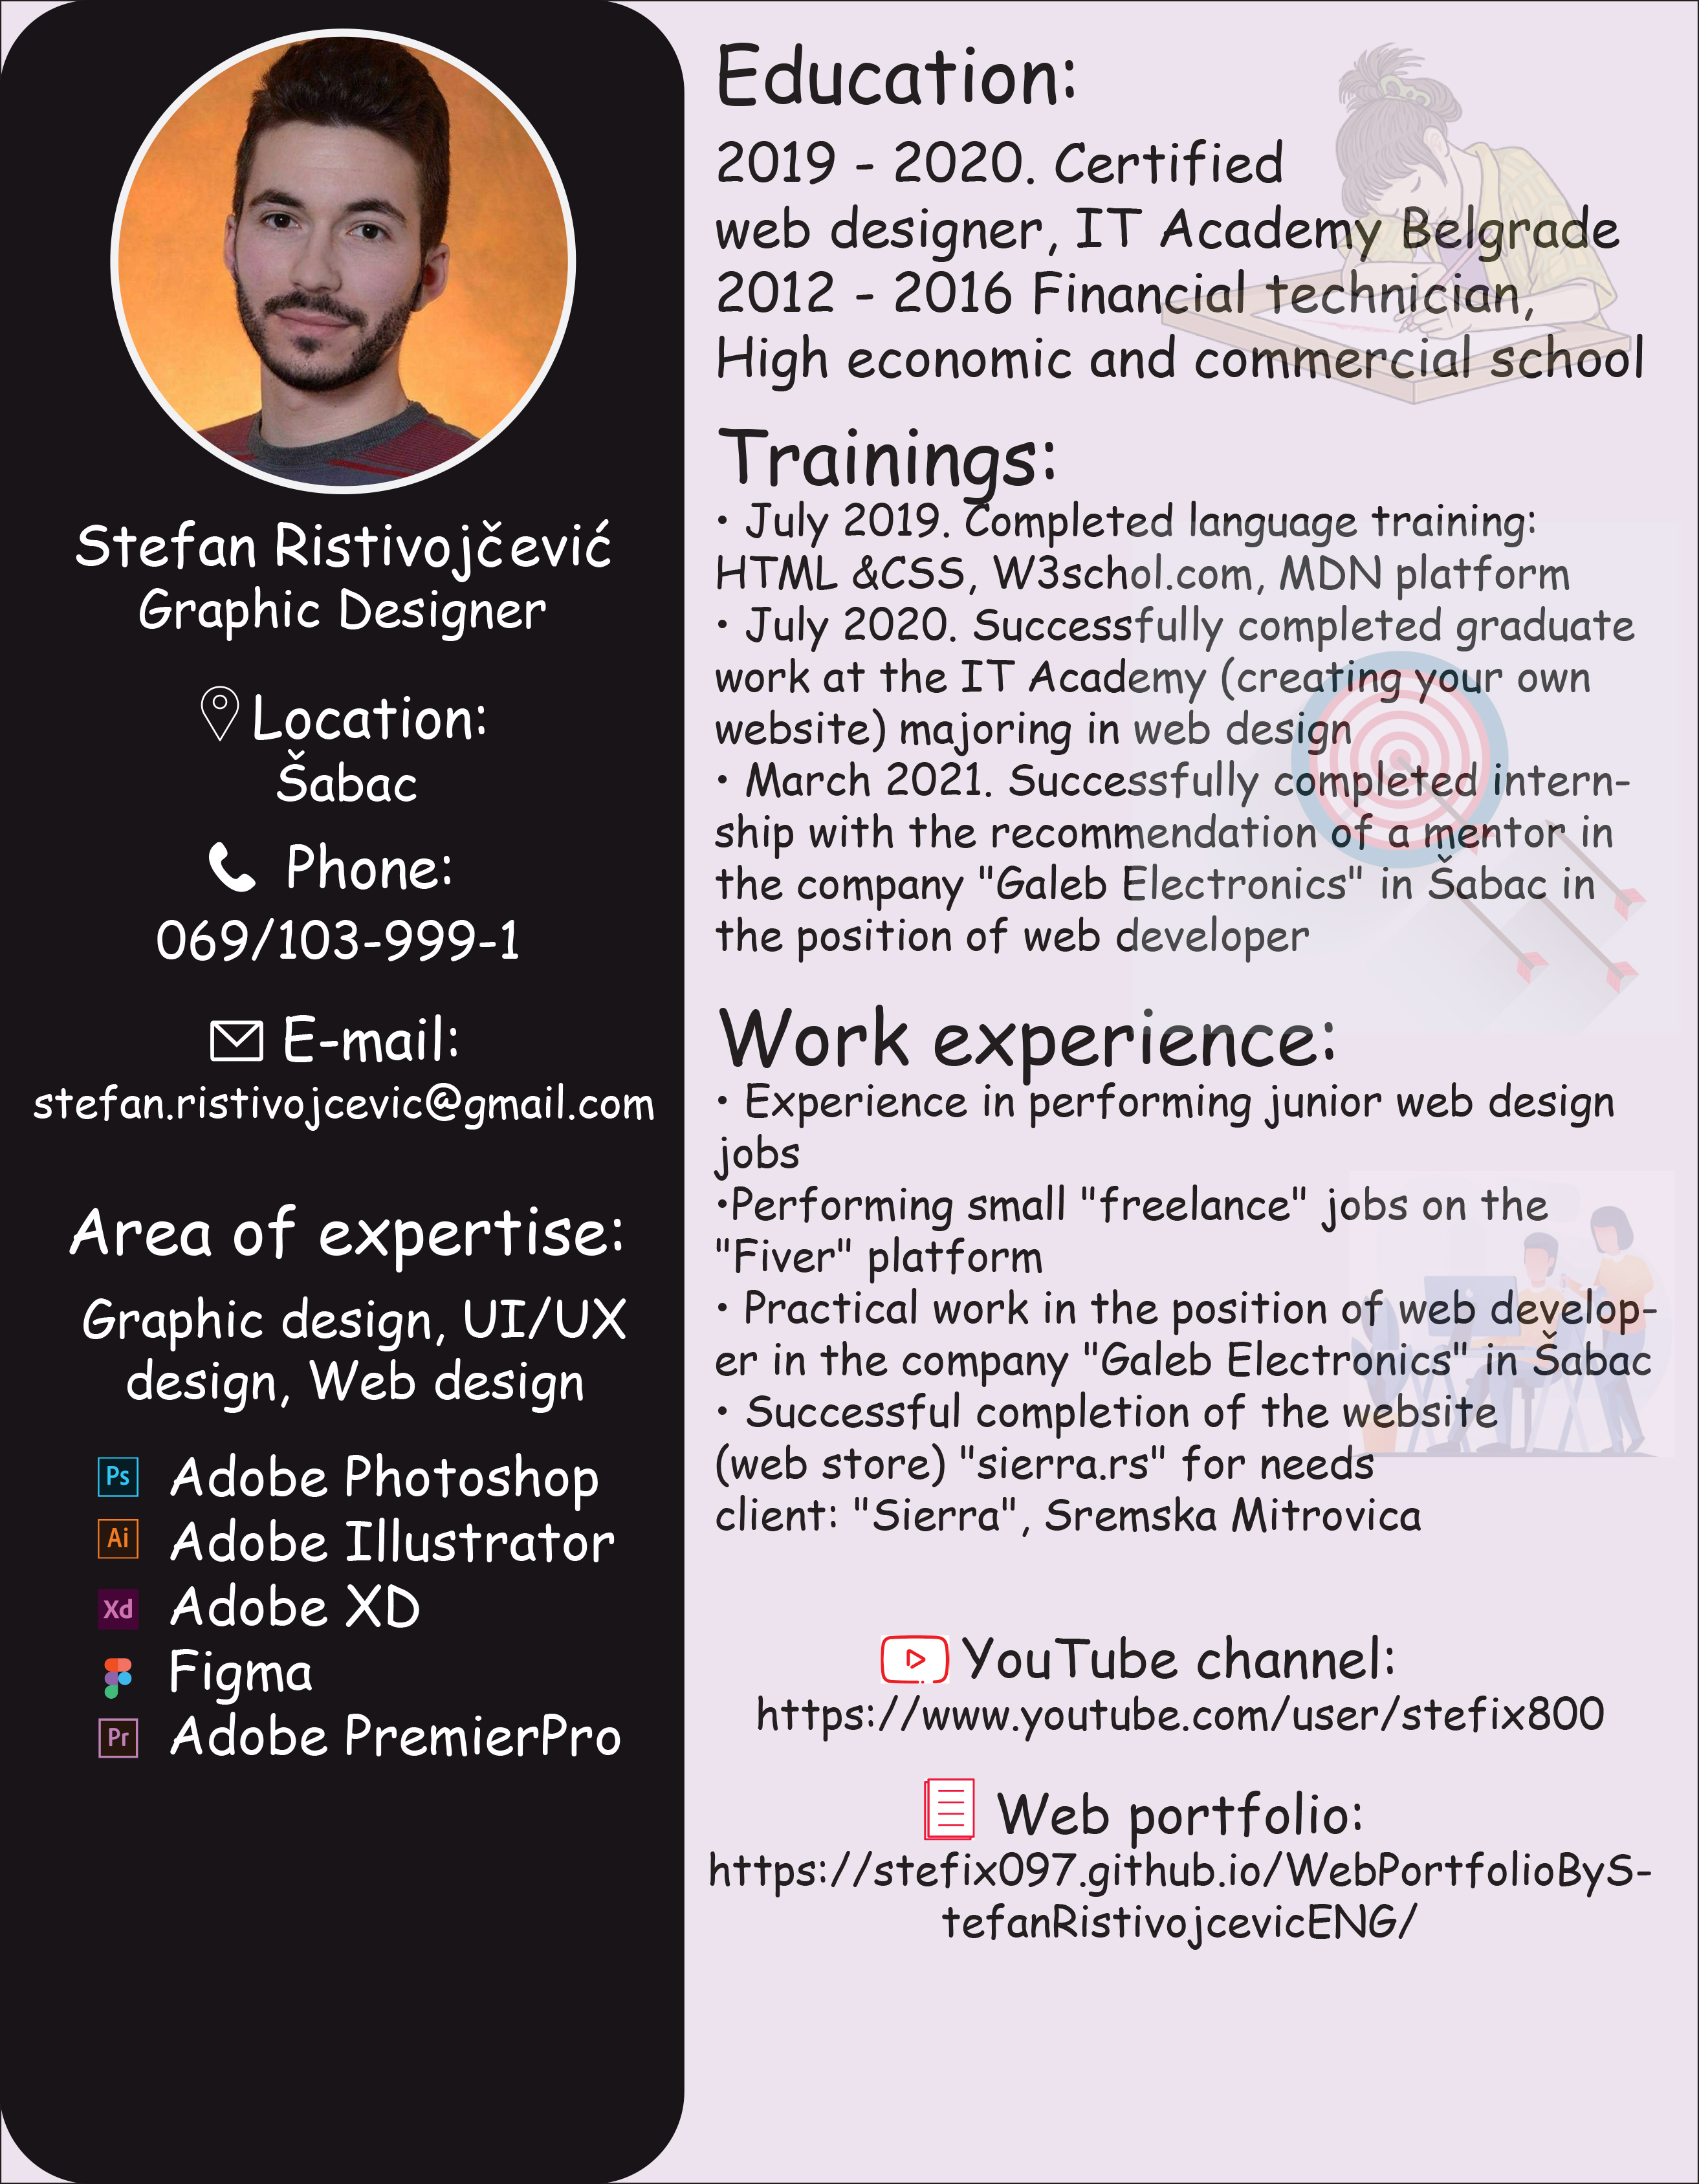 Stefan Ristivojčević
Graphic Designer
Location:
Šabac
Phone:
069/103-999-1
E-mail:
stefan.ristivojcevic@gmail.com
Area of expertise:
Graphic design, UI/UX
design, Web design
Ps Adobe Photoshop
Ai Adobe Illustrator
Xd Adobe XD
Figma
Pr Adobe PremierPro
Education:
2019 - 2020. Certified
web designer, IT Academy Belgrade
2012 - 2016 Financial technician,
High economic and commercial school
Trainings:
• July 2019. Completed language training:
HTML &CSS, W3schol.com, MDN platform
• July 2020. Successfully completed graduate
work at the IT Academy (creating your own
website) majoring in web design
• March 2021. Successfully completed intern-
ship with the recommendation of a mentor in
the company "Galeb Electronics" in Šabac in
the position of web developer
Work experience:
• Experience in performing junior web design
jobs
•Performing small "freelance" jobs on the
"Fiver" platform
• Practical work in the position of web develop-
er in the company "Galeb Electronics" in Šabac
• Successful completion of the website
(web store) "sierra.rs" for needs
client: "Sierra", Sremska Mitrovica
YouTube channel:
https://www.youtube.com/user/stefix800
Web portfolio:
https://stefix097.github.io/WebPortfolioByS-
tefanRistivojcevicENG/